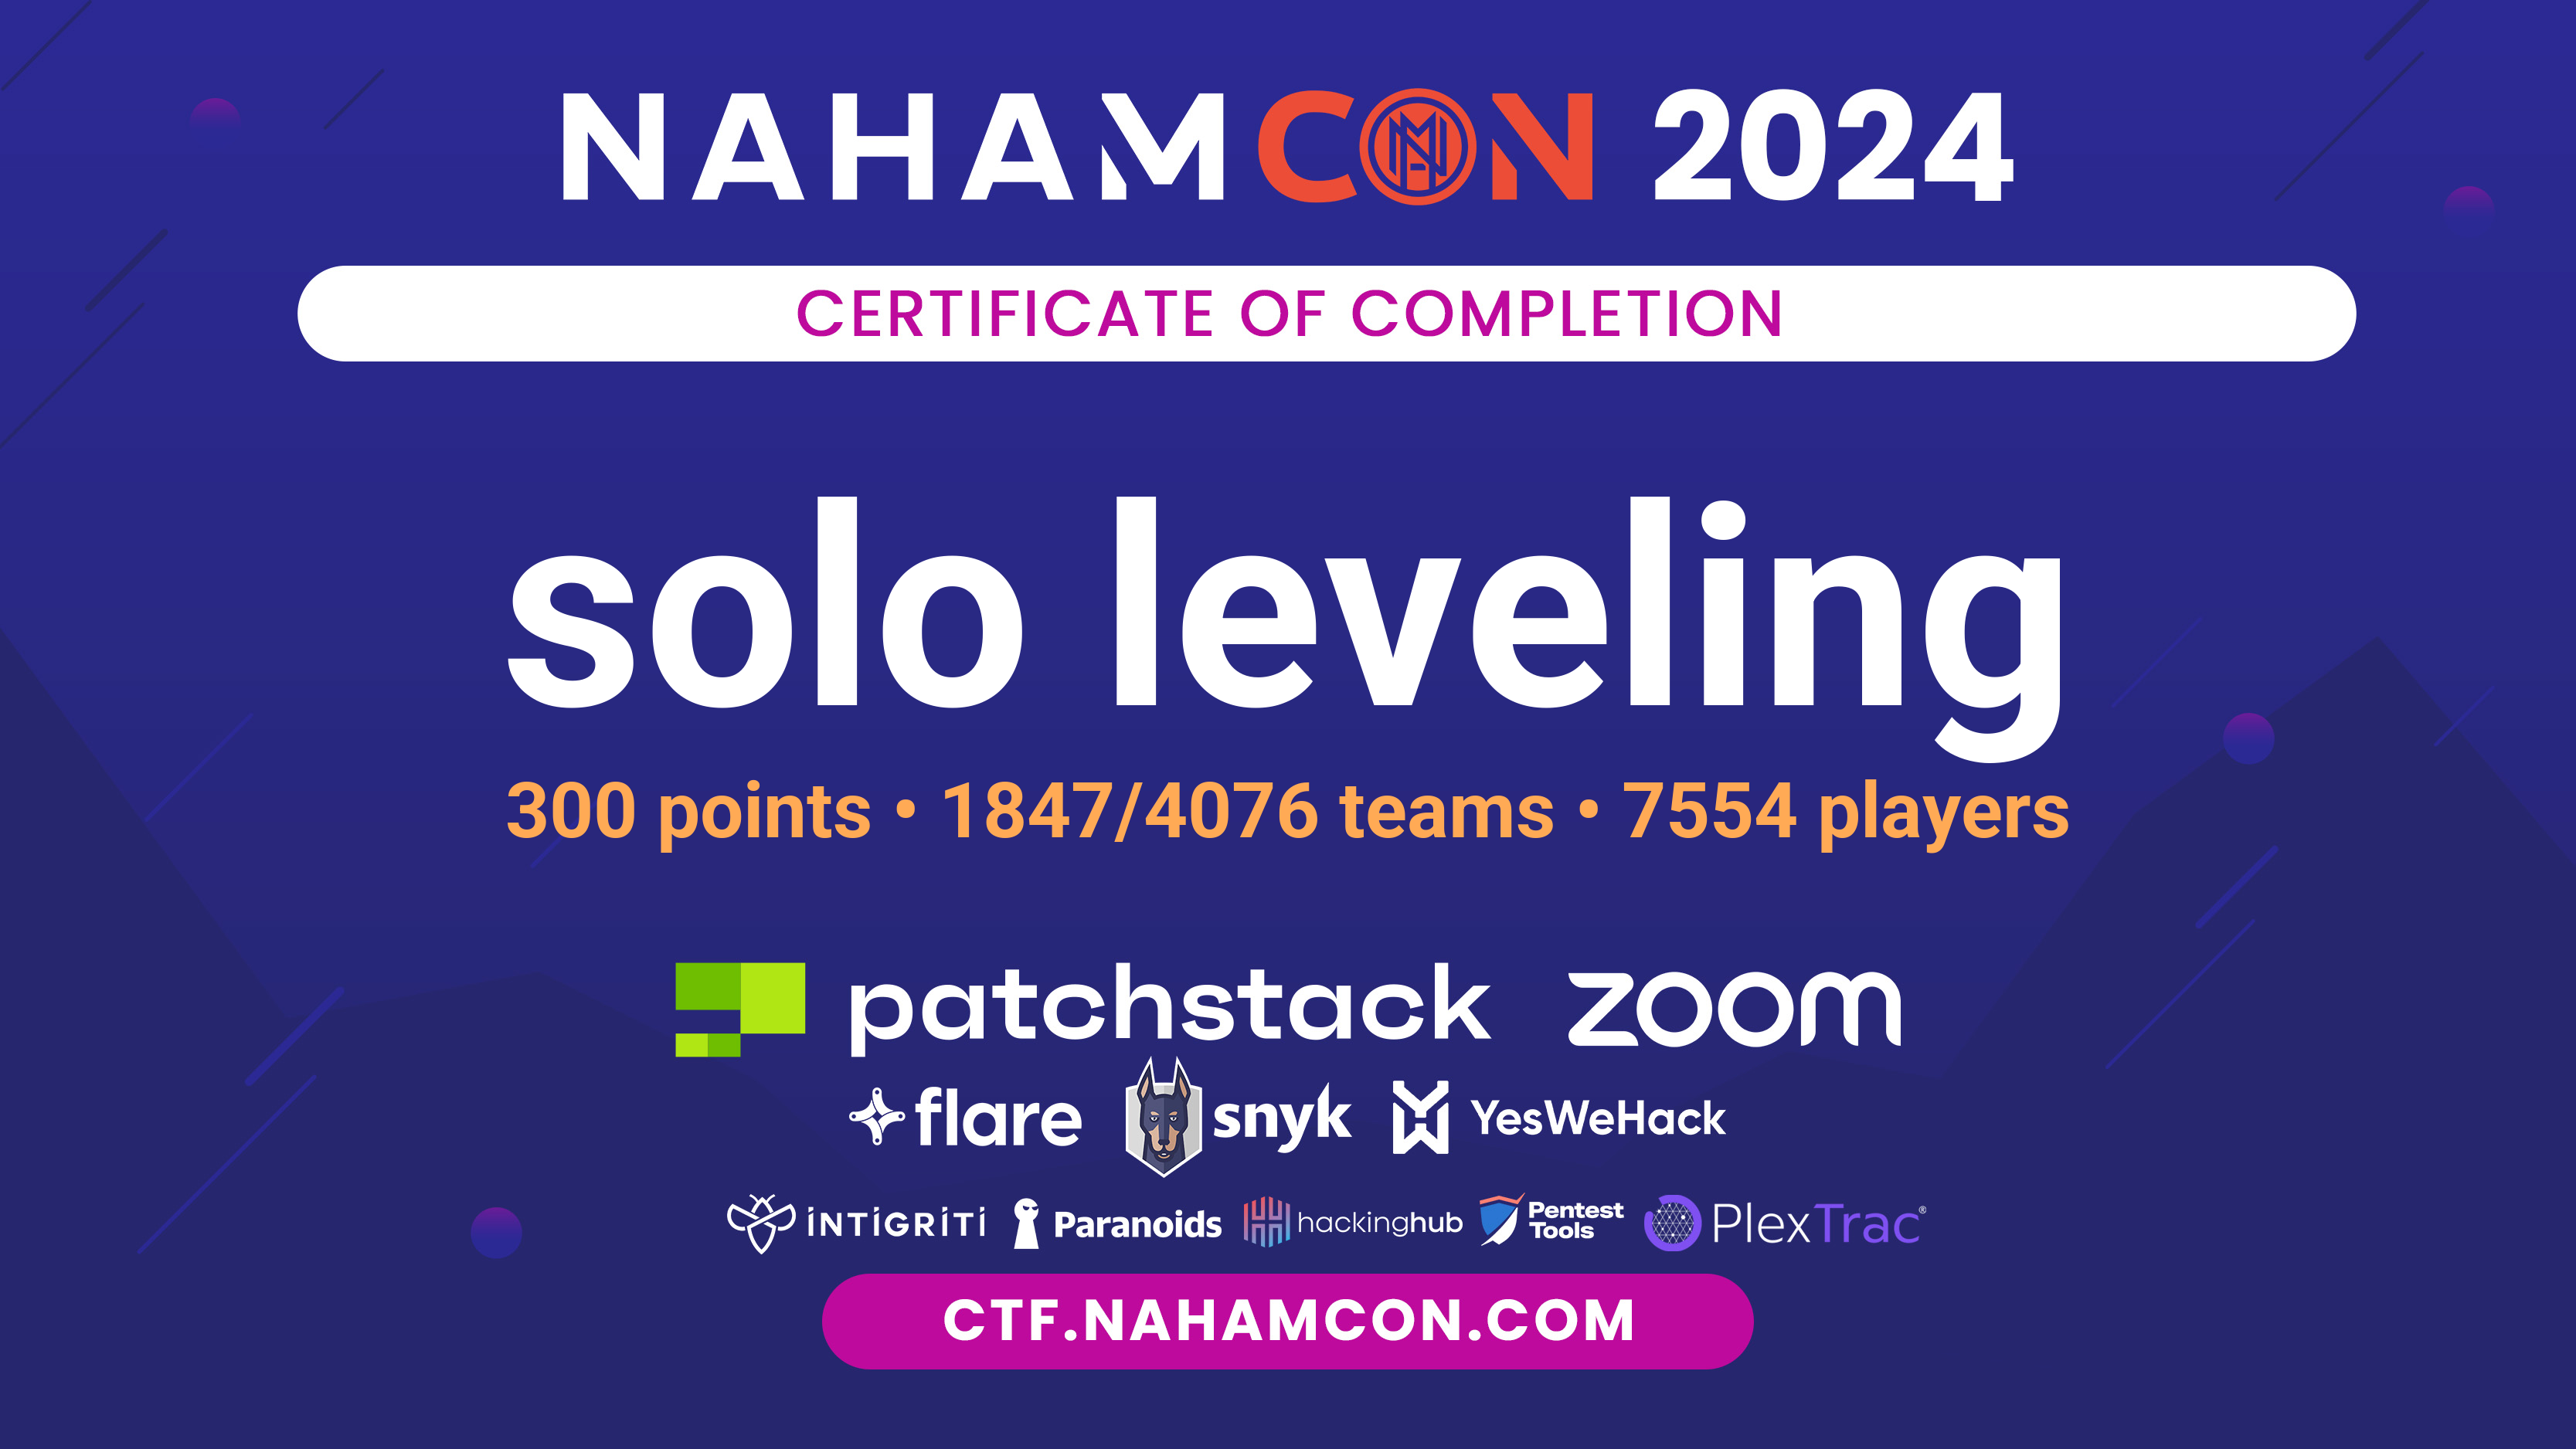 NAHAMCON 2024
CERTIFICATE OF COMPLETION
solo leveling
300 points • 1847/4076 teams • 7554 players
patchstack zoom
flare snyk YesWeHack
INTIGRITI Paranoids hackinghub Pentest Tools PlexTrac®
CTF.NAHAMCON.COM